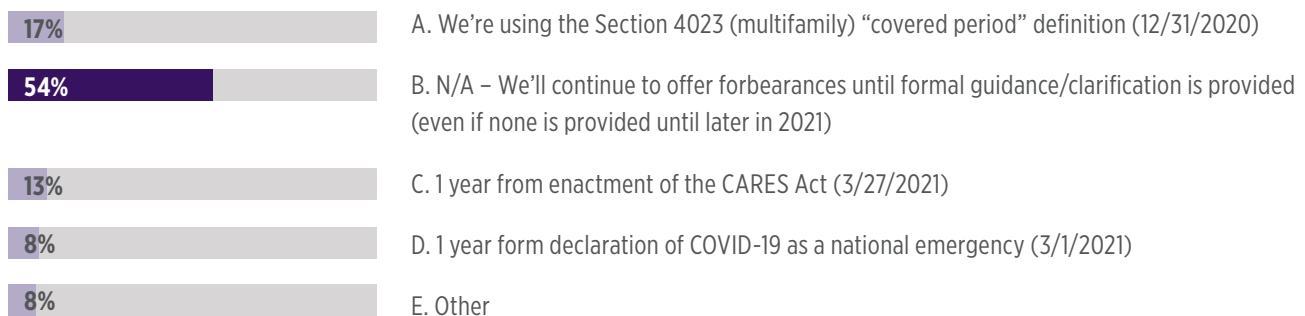 17% A. We’re using the Section 4023 (multifamily) “covered period” definition (12/31/2020)
54% B. N/A – We’ll continue to offer forbearances until formal guidance/clarification is provided
(even if none is provided until later in 2021)
13% C. 1 year from enactment of the CARES Act (3/27/2021)
8% D. 1 year form declaration of COVID-19 as a national emergency (3/1/2021)
8% E. Other